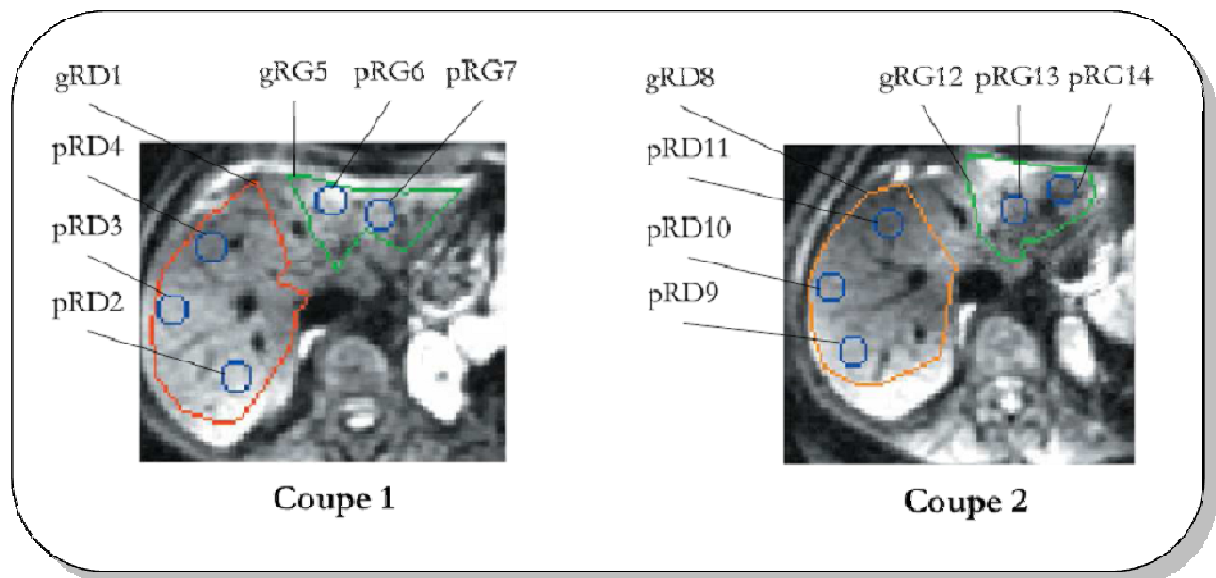 gRD1
gRG5 pRG6 pRG7
pRD4
pRD3
pRD2
Coupe 1
gRD8
gRG12 pRG13 pRC14
pRD11
pRD10
pRD9
Coupe 2